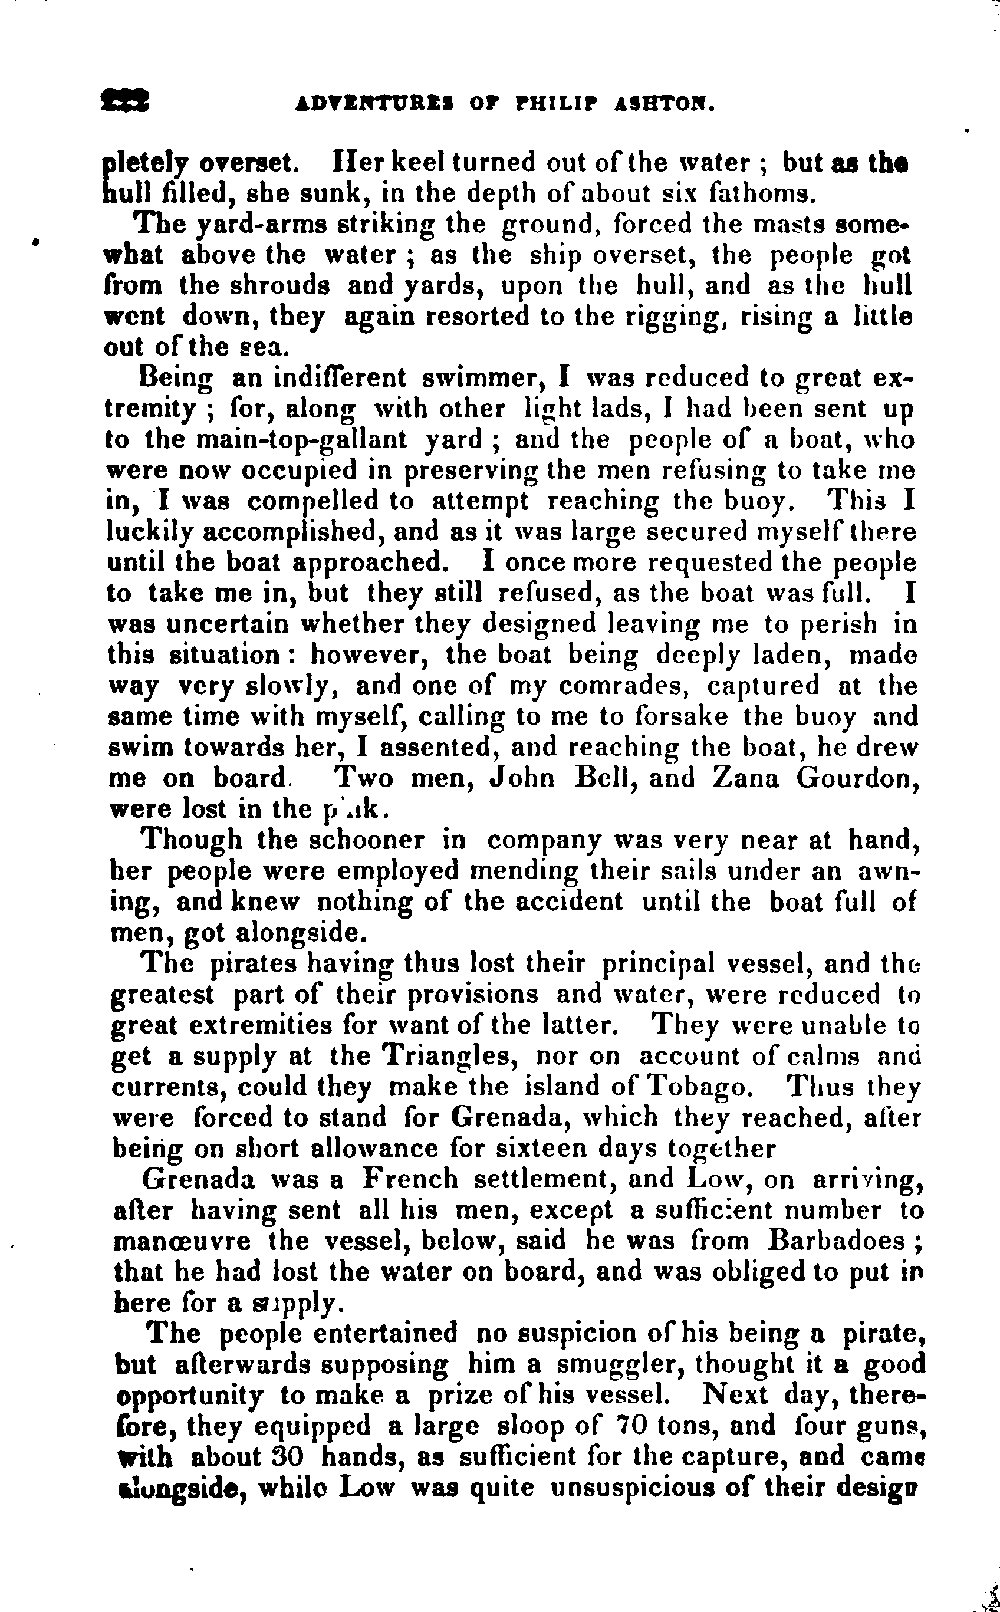 222 ADVENTURES OF PHILIP ASHTON.
pletely overset. Her keel turned out of the water ; but as the
hull filled, she sunk, in the depth of about six fathoms.
The yard-arms striking the ground, forced the masts some-
what above the water ; as the ship overset, the people got
from the shrouds and yards, upon the hull, and as the hull
went down, they again resorted to the rigging, rising a little
out of the sea.
Being an indifferent swimmer, I was reduced to great ex-
tremity ; for, along with other light lads, I had been sent up
to the main-top-gallant yard ; and the people of a boat, who
were now occupied in preserving the men refusing to take me
in, I was compelled to attempt reaching the buoy. This I
luckily accomplished, and as it was large secured myself there
until the boat approached. I once more requested the people
to take me in, but they still refused, as the boat was full. I
was uncertain whether they designed leaving me to perish in
this situation : however, the boat being deeply laden, made
way very slowly, and one of my comrades, captured at the
same time with myself, calling to me to forsake the buoy and
swim towards her, I assented, and reaching the boat, he drew
me on board. Two men, John Bell, and Zana Gourdon,
were lost in the
Though the schooner in company was very near at hand,
her people were employed mending their sails under an awn-
ing, and knew nothing of the accident until the boat full of
men, got alongside.
The pirates having thus lost their principal vessel, and the
greatest part of their provisions and water, were reduced to
great extremities for want of the latter. They were unable to
get a supply at the Triangles, nor on account of calms and
currents, could they make the island of Tobago. Thus they
were forced to stand for Grenada, which they reached, after
being on short allowance for sixteen days together
Grenada was a French settlement, and Low, on arriving,
after having sent all his men, except a sufficient number to
manœuvre the vessel, below, said he was from Barbadoes ;
that he had lost the water on board, and was obliged to put in
here for a supply.
The people entertained no suspicion of his being a pirate,
but afterwards supposing him a smuggler, thought it a good
opportunity to make a prize of his vessel. Next day, there-
fore, they equipped a large sloop of 70 tons, and four guns,
with about 30 hands, as sufficient for the capture, and came
alongside, while Low was quite unsuspicious of their design